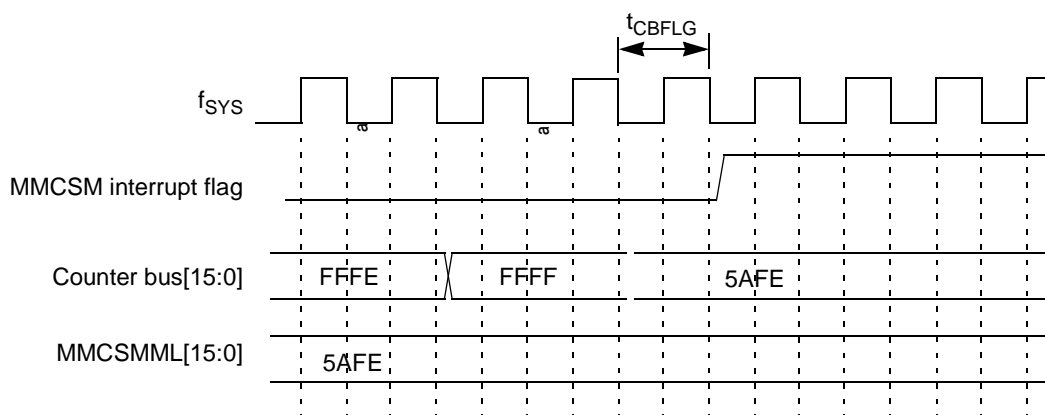 tCBFLG
fSYS
a
a
MMCSM interrupt flag
Counter bus[15:0]
FFFE
FFFF
5AFE
MMCSMML[15:0]
5AFE